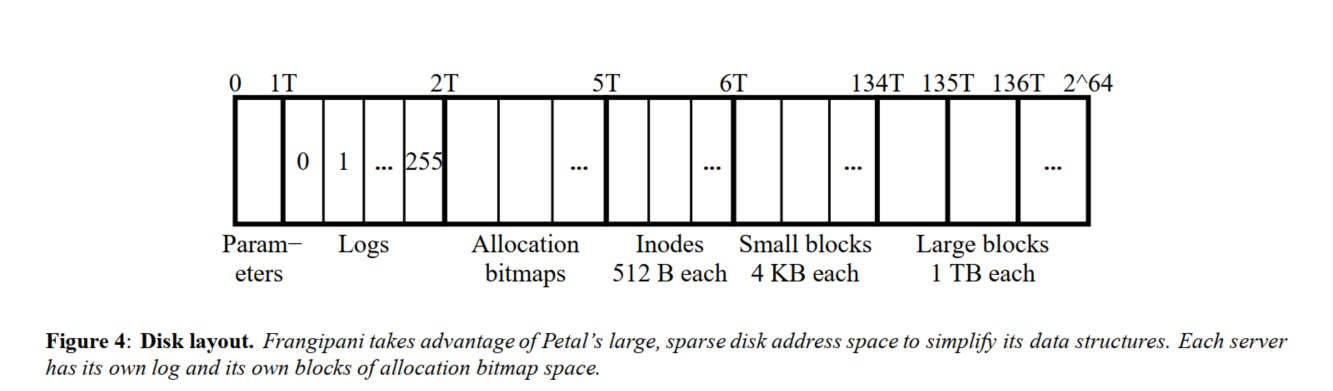 0 1T 2T 5T 6T 134T 135T 136T 2^64
0 1 ... 255 ... ... ... ...
Param− Logs Allocation Inodes Small blocks Large blocks
eters bitmaps 512 B each 4 KB each 1 TB each
Figure 4: Disk layout. Frangipani takes advantage of Petal’s large, sparse disk address space to simplify its data structures. Each server
has its own log and its own blocks of allocation bitmap space.